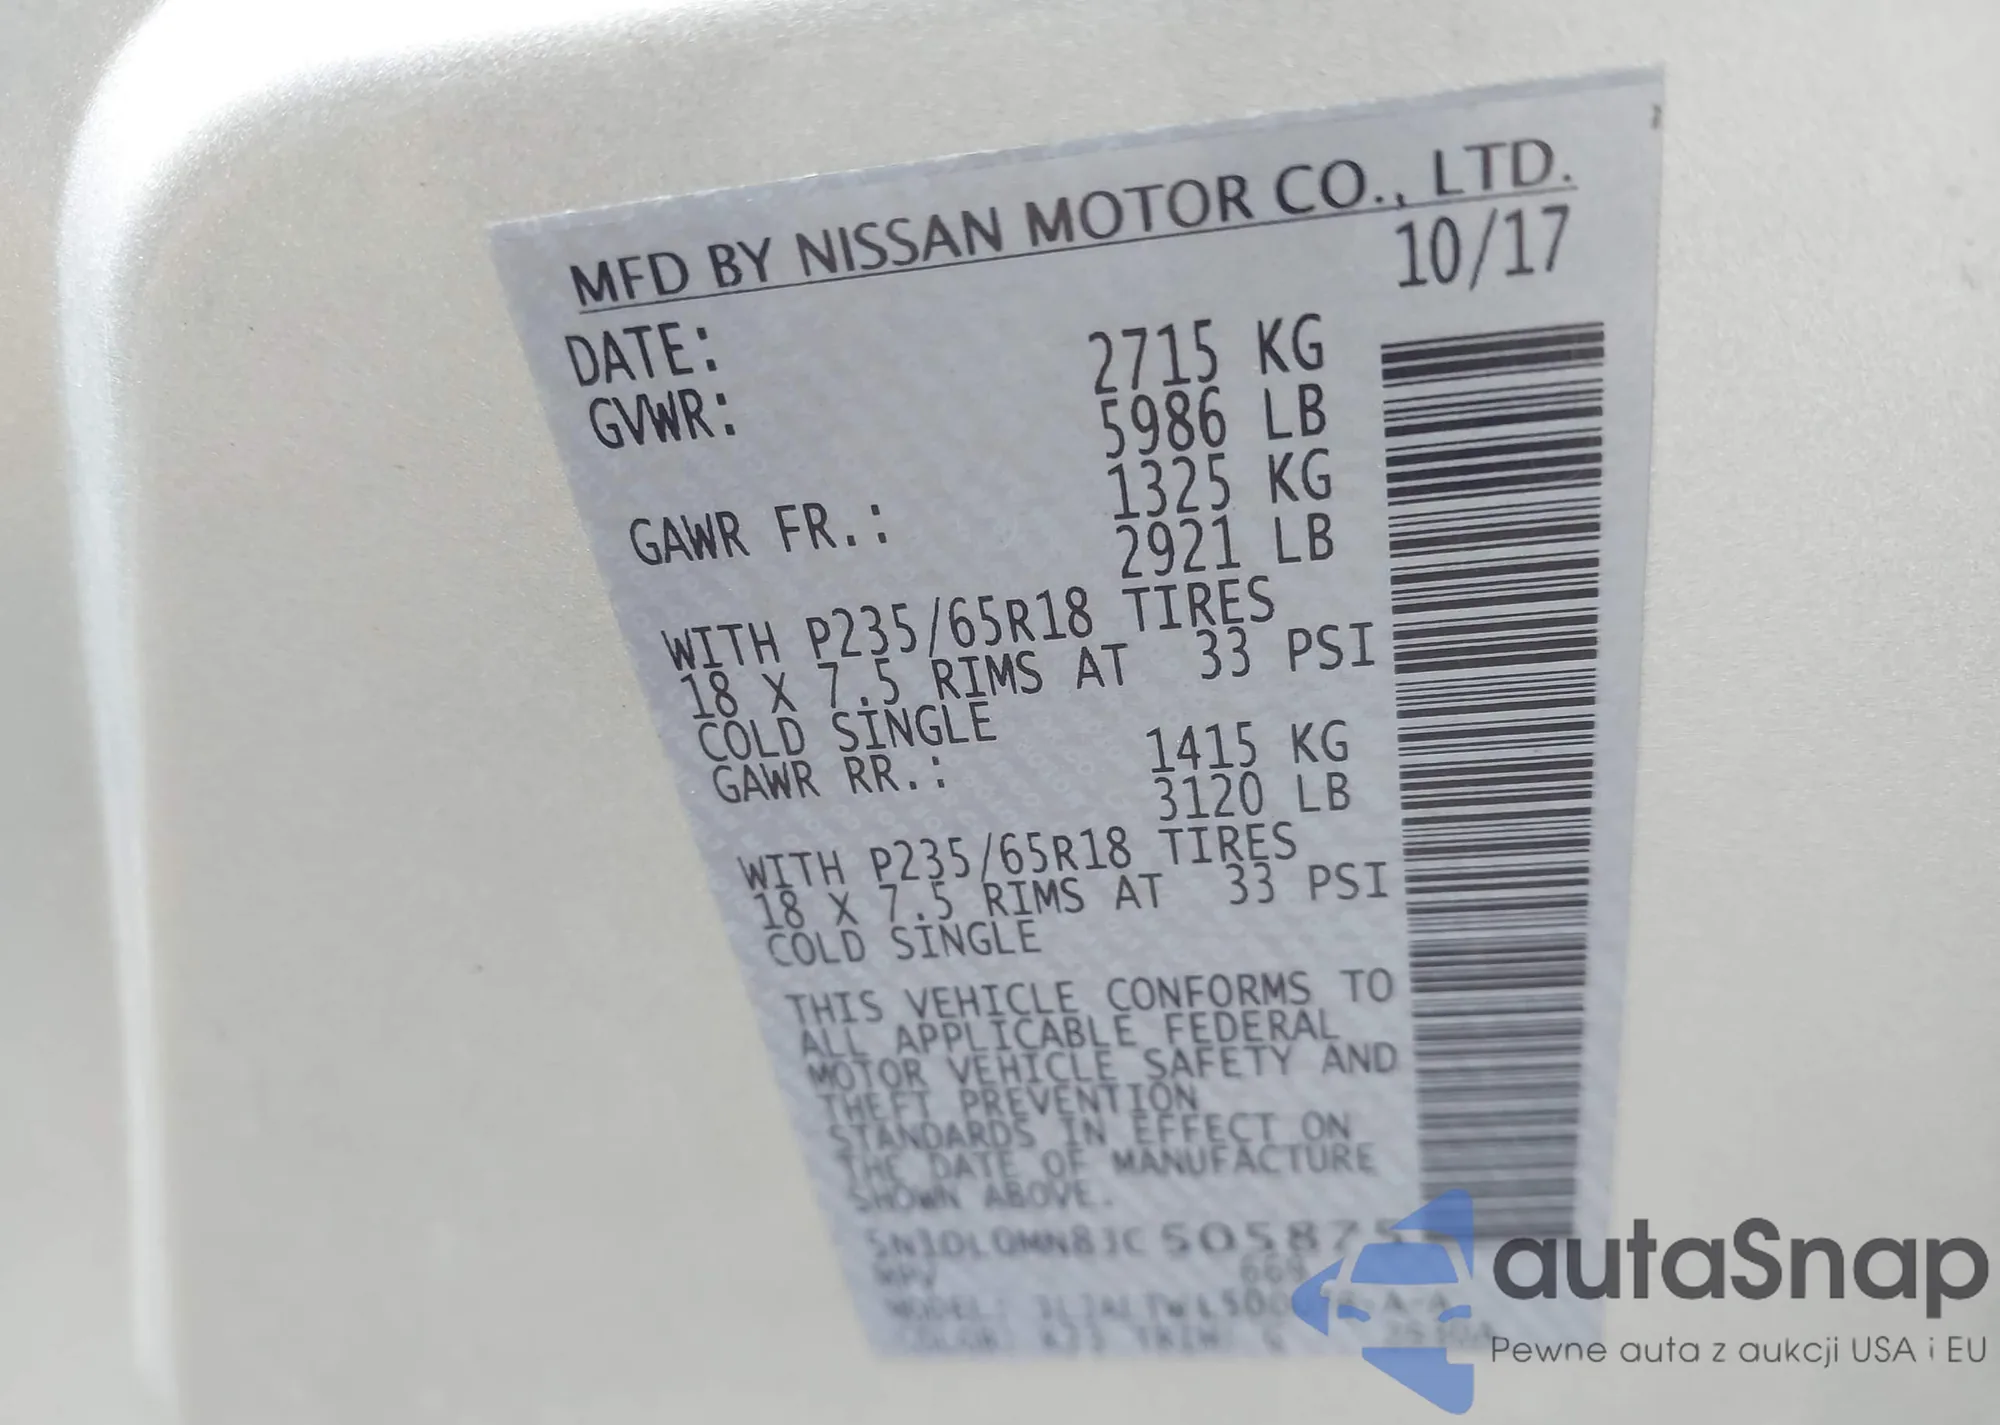 MFD BY NISSAN MOTOR CO., LTD.
DATE: 10/17
GVWR: 2715 KG
5986 LB
GAWR FR.: 1325 KG
2921 LB
WITH P235/65R18 TIRES
18 X 7.5 RIMS AT 33 PSI
COLD SINGLE
GAWR RR.: 1415 KG
3120 LB
WITH P235/65R18 TIRES
18 X 7.5 RIMS AT 33 PSI
COLD SINGLE
THIS VEHICLE CONFORMS TO
ALL APPLICABLE FEDERAL
MOTOR VEHICLE SAFETY AND
THEFT PREVENTION
STANDARDS IN EFFECT ON
THE DATE OF MANUFACTURE
SHOWN ABOVE.
MPV
MODEL:
autaSnap
Pewne auta z aukcji USA i EU